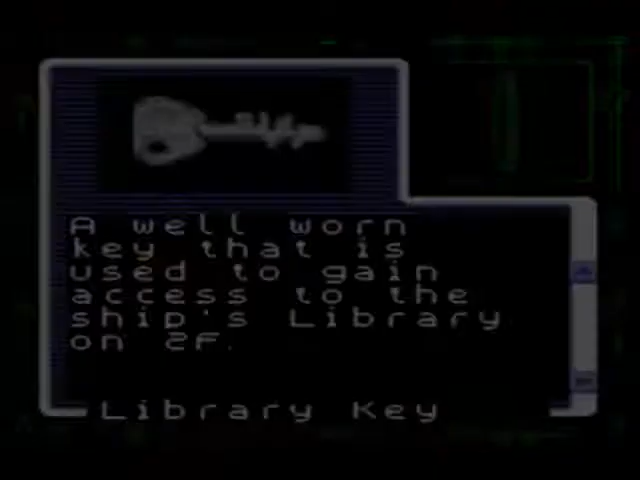 A well worn
key that is
used to gain
access to the
ship's Library
on 2F.
Library Key